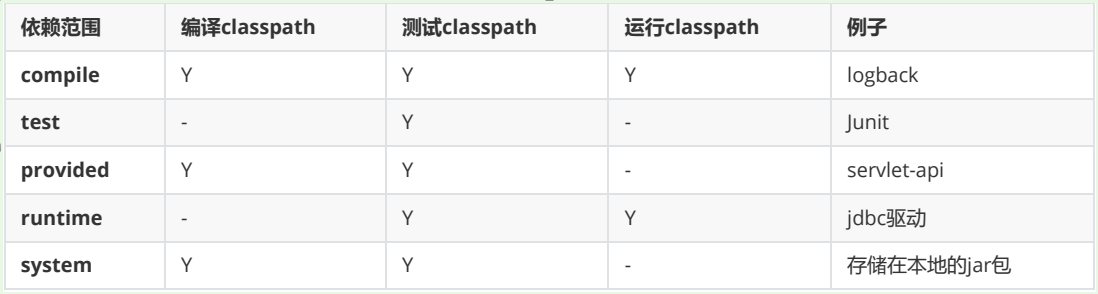 依赖范围 编译classpath 测试classpath 运行classpath 例子
compile Y Y Y logback
test - Y - Junit
provided Y Y - servlet-api
runtime - Y Y jdbc驱动
system Y Y - 存储在本地的jar包